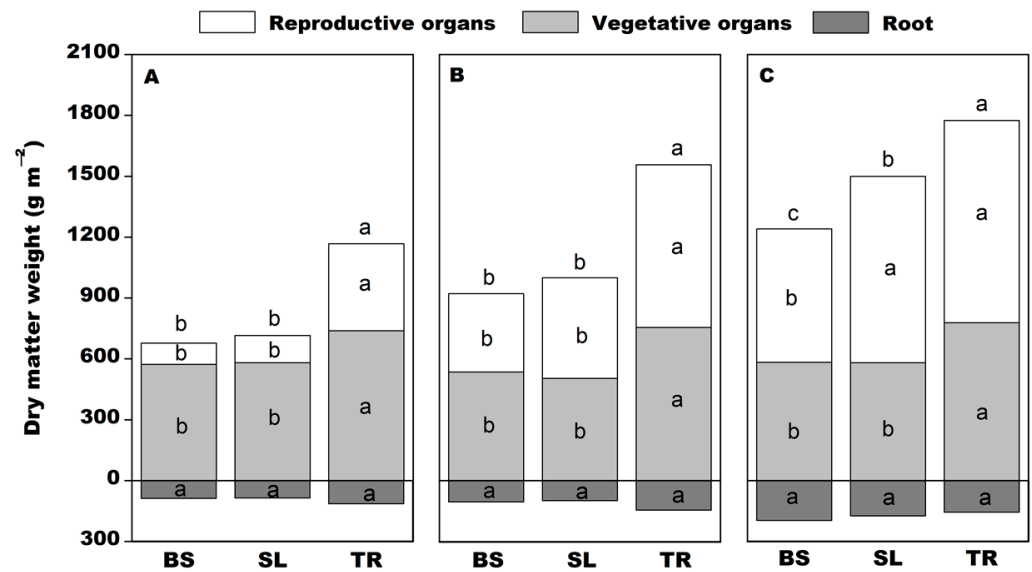 Reproductive organs Vegetative organs Root
Dry matter weight (g m⁻²)
2100
1800
1500
1200
900
600
300
0
300
A
b
b
b
b
b
b
a
a
a
a
a
a
BS SL TR
B
b
b
b
b
b
b
a
a
a
a
a
a
BS SL TR
C
c
b
b
b
a
b
a
a
a
a
a
a
BS SL TR